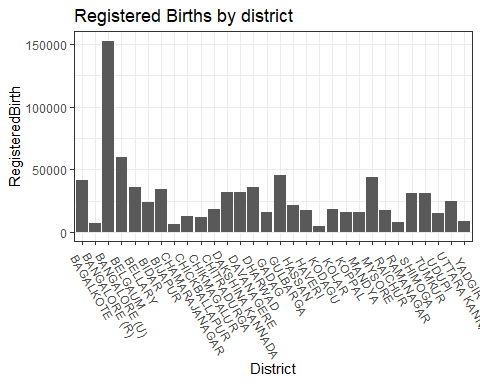 Registered Births by district
RegisteredBirth
150000
100000
50000
0
BAGALKOTE
BANGALORE (R)
BANGALORE (U)
BELGAUM
BELLARY
BIDAR
BIJAPUR
CHAMARAJANAGAR
CHICKBALLAPUR
CHIKMAGALUR
CHITRADURGA
DAKSHINA KANNADA
DAVANAGERE
DHARWAD
GADAG
GULBARGA
HASSAN
HAVERI
KODAGU
KOLAR
KOPPAL
MANDYA
MYSORE
RAICHUR
RAMANAGAR
SHIMOGA
TUMKUR
UDUPI
UTTARA KANN
YADGIR
District